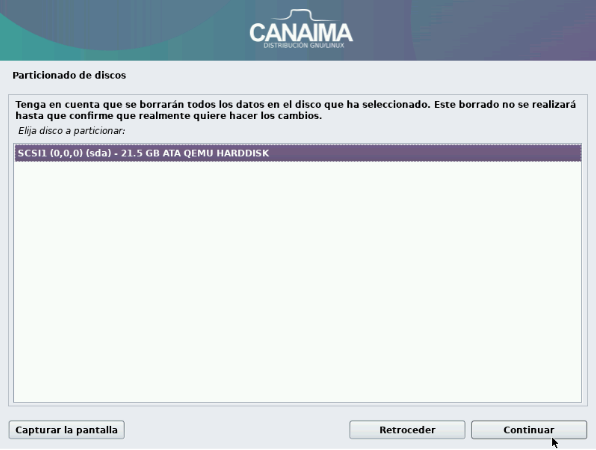 CANAIMA
DISTRIBUCIÓN GNU/LINUX
Particionado de discos
Tenga en cuenta que se borrarán todos los datos en el disco que ha seleccionado. Este borrado no se realizará
hasta que confirme que realmente quiere hacer los cambios.
Elija disco a particionar:
SCSI1 (0,0,0) (sda) - 21.5 GB ATA QEMU HARDDISK
Capturar la pantalla
Retroceder
Continuar